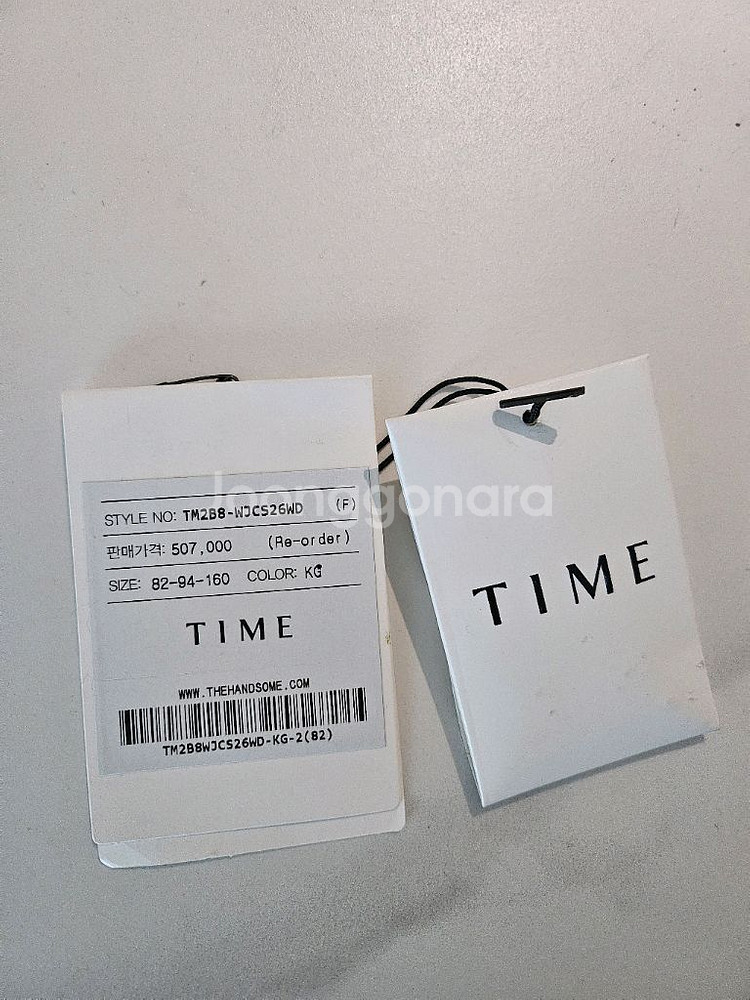 Joonggonara
STYLE NO: TM2B8-WJCS26WD (F)
판매가격: 507,000 (Re-order)
SIZE: 82-94-160 COLOR: KG
TIME
WWW.THEHANDSOME.COM
TM2B8WJCS26WD-KG-2(82)
TIME